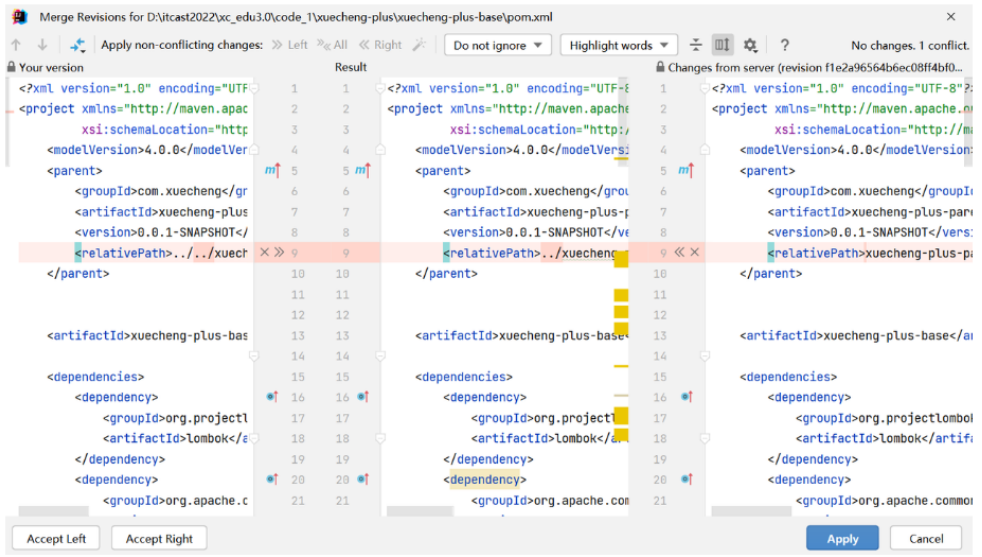 Merge Revisions for D:\itcast2022\xc_edu3.0\code_1\xuecheng-plus\xuecheng-plus-base\pom.xml
Apply non-conflicting changes: Left All Right Do not ignore Highlight words ? No changes. 1 conflict.
Your version Result Changes from server (revision f1e2a96564b6ec08ff4bf0...
<?xml version="1.0" encoding="UTF 1 1 <?xml version="1.0" encoding="UTF-8 1 <?xml version="1.0" encoding="UTF-8"?>
<project xmlns="http://maven.apac 2 2 <project xmlns="http://maven.apache 2 <project xmlns="http://maven.apache.o
xsi:schemaLocation="http 3 3 xsi:schemaLocation="http:/ 3 xsi:schemaLocation="http://m
<modelVersion>4.0.0</modelVer 4 4 <modelVersion>4.0.0</modelVersi 4 <modelVersion>4.0.0</modelVersion>
<parent> m 5 5 m <parent> 5 m <parent>
<groupId>com.xuecheng</gr 6 6 <groupId>com.xuecheng</grou 6 <groupId>com.xuecheng</groupI
<artifactId>xuecheng-plus 7 7 <artifactId>xuecheng-plus-p 7 <artifactId>xuecheng-plus-par
<version>0.0.1-SNAPSHOT</ 8 8 <version>0.0.1-SNAPSHOT</ve 8 <version>0.0.1-SNAPSHOT</vers
<relativePath>../../xuech 9 9 <relativePath>../xuecheng 9 <relativePath>xuecheng-plus-pa
</parent> 10 10 </parent> 10 </parent>
11 11 11
12 12 12
<artifactId>xuecheng-plus-bas 13 13 <artifactId>xuecheng-plus-base 13 <artifactId>xuecheng-plus-base</a
14 14 14
<dependencies> 15 15 <dependencies> 15 <dependencies>
<dependency> 16 16 <dependency> 16 <dependency>
<groupId>org.projectl 17 17 <groupId>org.project 17 <groupId>org.projectlombo
<artifactId>lombok</a 18 18 <artifactId>lombok</a 18 <artifactId>lombok</artif
</dependency> 19 19 </dependency> 19 </dependency>
<dependency> 20 20 <dependency> 20 <dependency>
<groupId>org.apache.c 21 21 <groupId>org.apache.com 21 <groupId>org.apache.commo
Accept Left Accept Right Apply Cancel